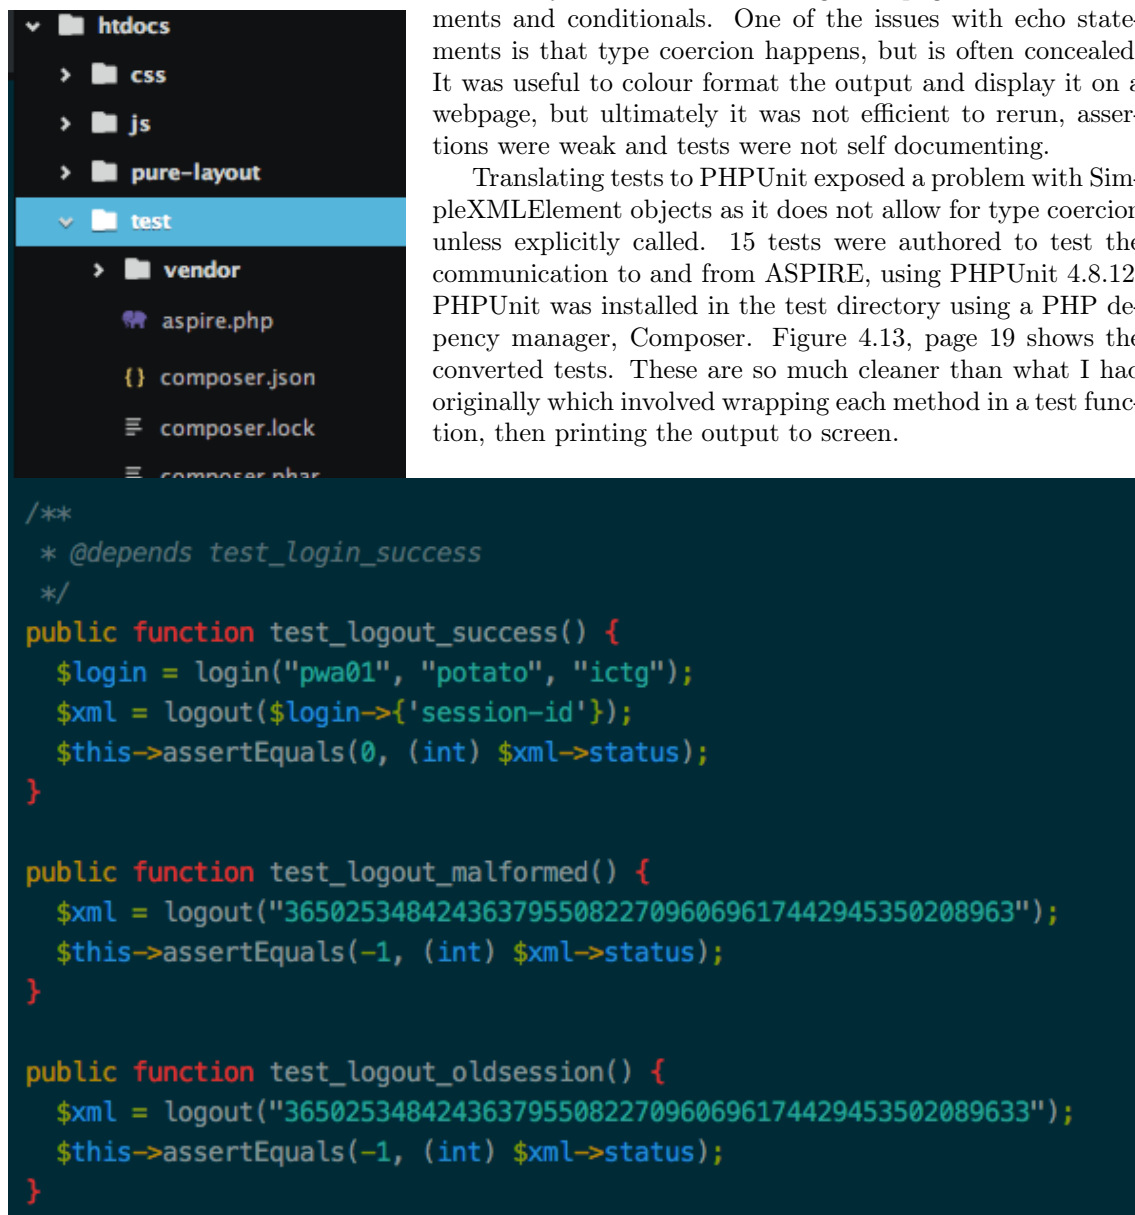 htdocs
css
js
pure-layout
test
vendor
aspire.php
{} composer.json
composer.lock
composer.phar
ments and conditionals. One of the issues with echo state-
ments is that type coercion happens, but is often concealed
It was useful to colour format the output and display it on a
webpage, but ultimately it was not efficient to rerun, asser-
tions were weak and tests were not self documenting.
Translating tests to PHPUnit exposed a problem with Sim-
pleXMLElement objects as it does not allow for type coercion
unless explicitly called. 15 tests were authored to test the
communication to and from ASPIRE, using PHPUnit 4.8.12
PHPUnit was installed in the test directory using a PHP de-
pency manager, Composer. Figure 4.13, page 19 shows the
converted tests. These are so much cleaner than what I had
originally which involved wrapping each method in a test func-
tion, then printing the output to screen.
/**
* @depends test_login_success
*/
public function test_logout_success() {
$login = login("pwa01", "potato", "ictg");
$xml = logout($login->{'session-id'});
$this->assertEquals(0, (int) $xml->status);
}
public function test_logout_malformed() {
$xml = logout("365025348424363795508227096069617442945350208963");
$this->assertEquals(-1, (int) $xml->status);
}
public function test_logout_oldsession() {
$xml = logout("3650253484243637955082270960696174429453502089633");
$this->assertEquals(-1, (int) $xml->status);
}